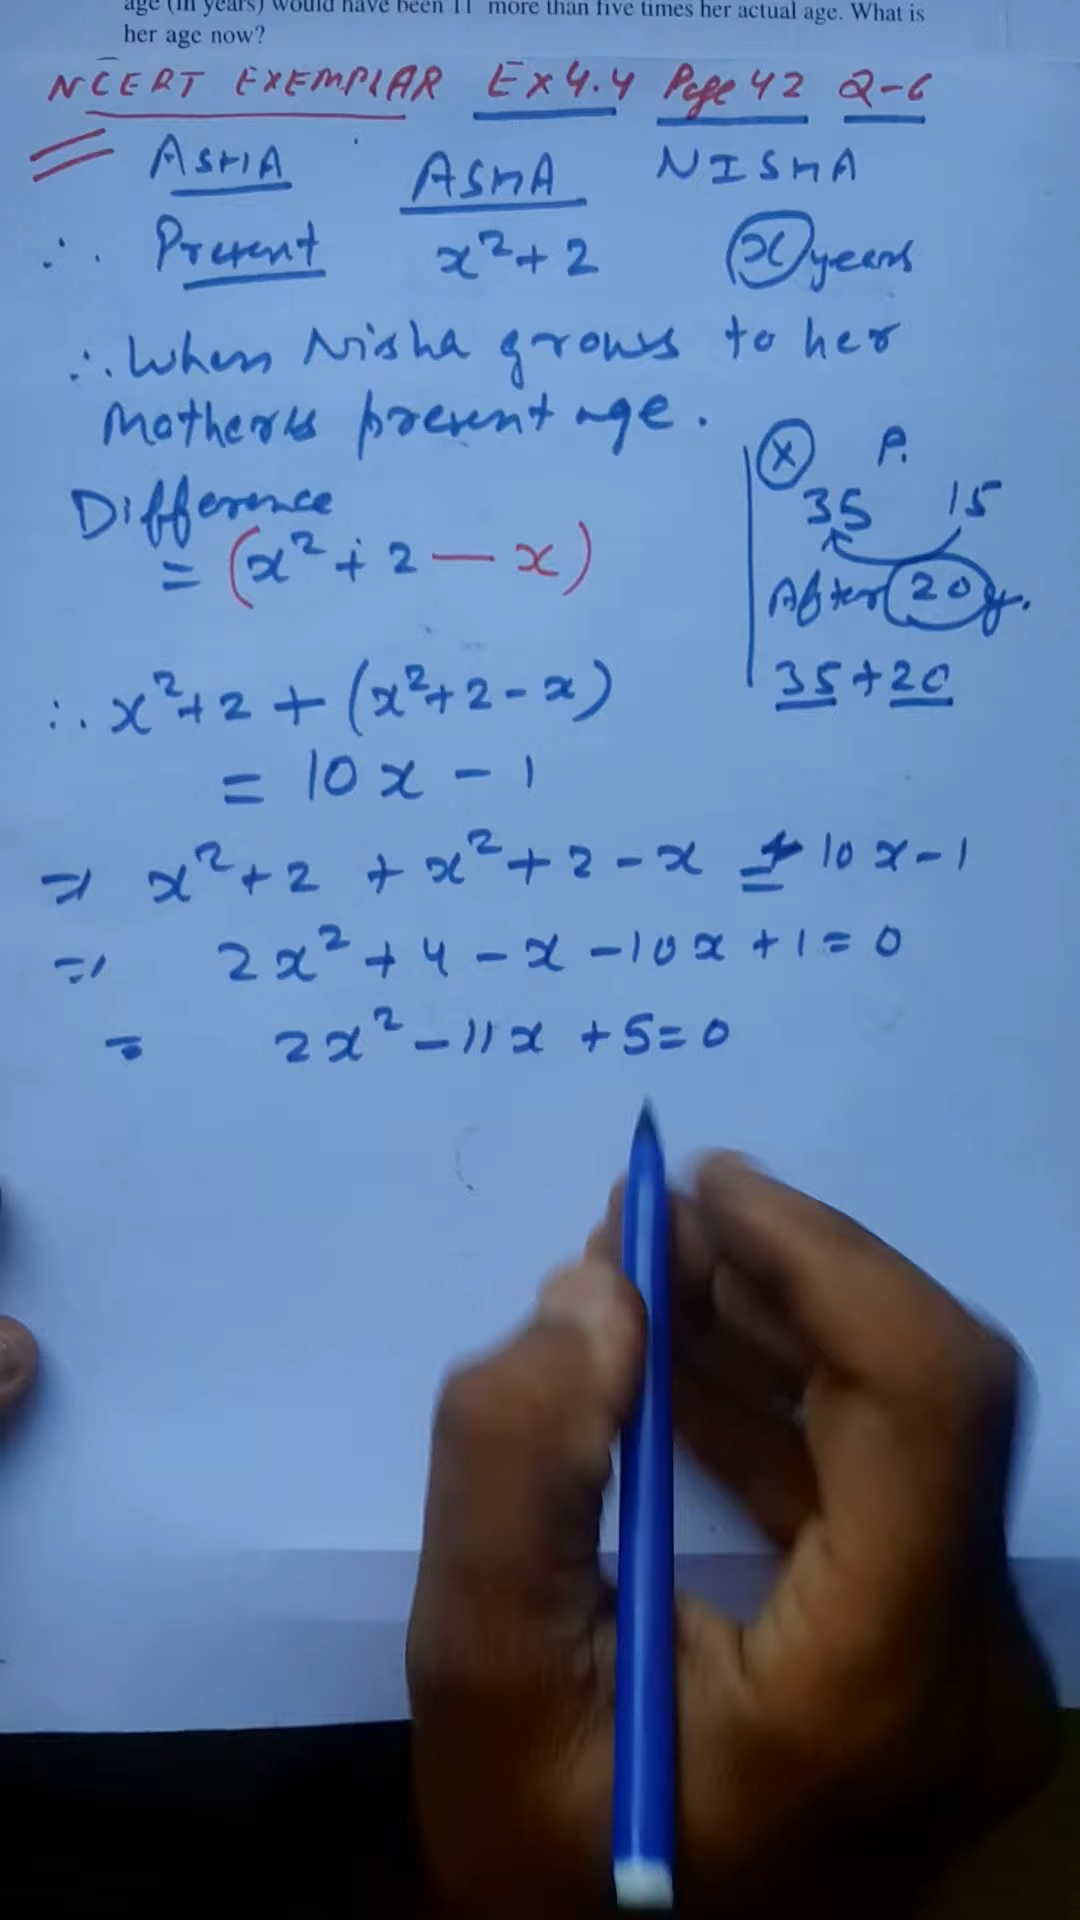 age (in years) would have been 11 more than five times her actual age. What is
her age now?
NCERT EXEMPLAR Ex 4.4 Page 42 Q-6
ASHA ASHA NISHA
∴ Present x²+2 x years
∴ When Nisha grows to her
Mother's present age.
Difference
= (x²+2 — x)
x P.
35 15
After 20 y.
35+20
∴ x²+2 + (x²+2-x)
= 10x - 1
⇒ x²+2 + x²+2-x = 10x-1
⇒ 2x²+4-x-10x+1=0
= 2x²-11x+5=0